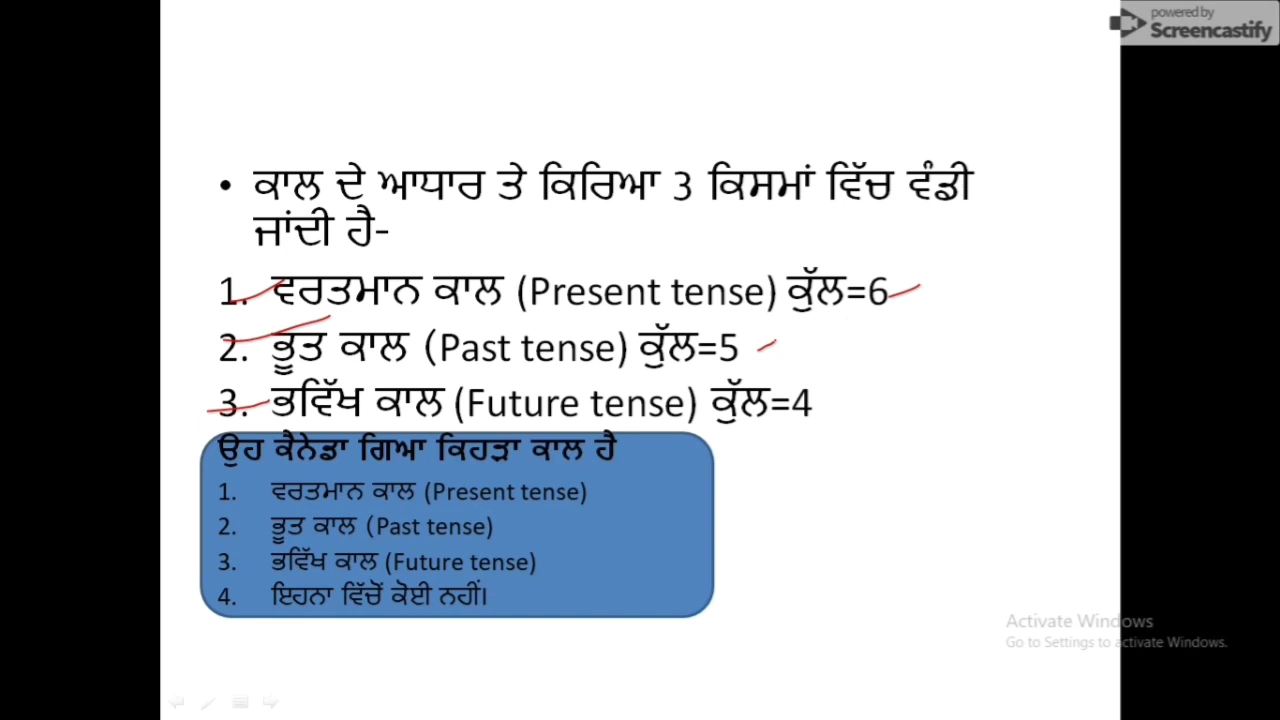 powered by
Screencastify
• ਕਾਲ ਦੇ ਆਧਾਰ ਤੇ ਕਿਰਿਆ 3 ਕਿਸਮਾਂ ਵਿੱਚ ਵੰਡੀ
ਜਾਂਦੀ ਹੈ-
1. ਵਰਤਮਾਨ ਕਾਲ (Present tense) ਕੁੱਲ=6
2. ਭੂਤ ਕਾਲ (Past tense) ਕੁੱਲ=5
3. ਭਵਿੱਖ ਕਾਲ (Future tense) ਕੁੱਲ=4
ਉਹ ਕੈਨੇਡਾ ਗਿਆ ਕਿਹੜਾ ਕਾਲ ਹੈ
1. ਵਰਤਮਾਨ ਕਾਲ (Present tense)
2. ਭੂਤ ਕਾਲ (Past tense)
3. ਭਵਿੱਖ ਕਾਲ (Future tense)
4. ਇਹਨਾ ਵਿੱਚੋਂ ਕੋਈ ਨਹੀਂ।
Activate Windows
Go to Settings to activate Windows.